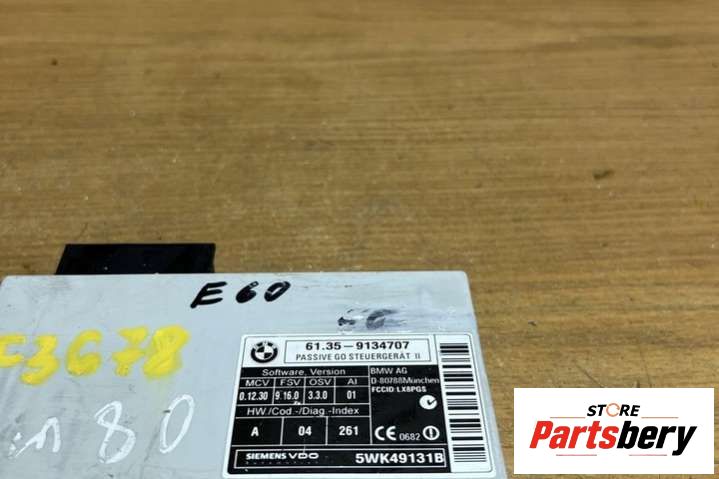 E60
80
61.35 - 9134707
PASSIVE GO STEUERGERÄT II
Software, Version
MCV FSV OSV AI
0.12.30 9.16.0 3.3.0 01
HW./Cod.-/Diag.-Index
A 04 261
BMW AG
D-80788 München
FCCID: LX8PGS
CE 0682
SIEMENS VDO 5WK49131B
STORE
Partsbery